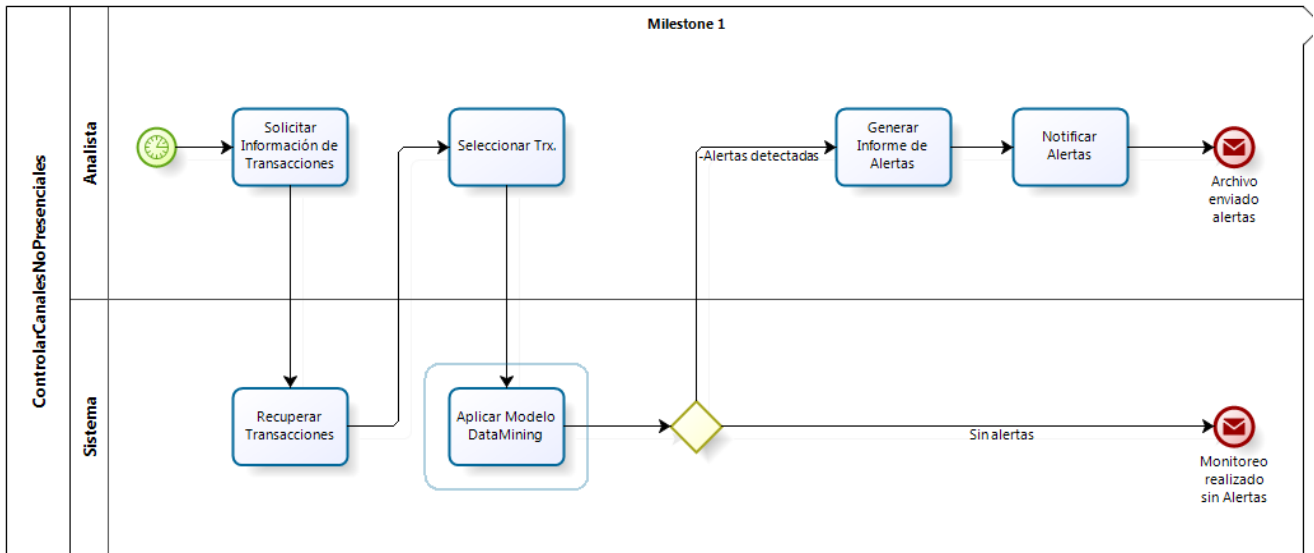 Milestone 1
ControlarCanalesNoPresenciales
Analista
Solicitar
Información de
Transacciones
Seleccionar Trx.
-Alertas detectadas
Generar
Informe de
Alertas
Notificar
Alertas
Archivo
enviado
alertas
Sistema
Recuperar
Transacciones
Aplicar Modelo
DataMining
Sin alertas
Monitoreo
realizado
sin Alertas